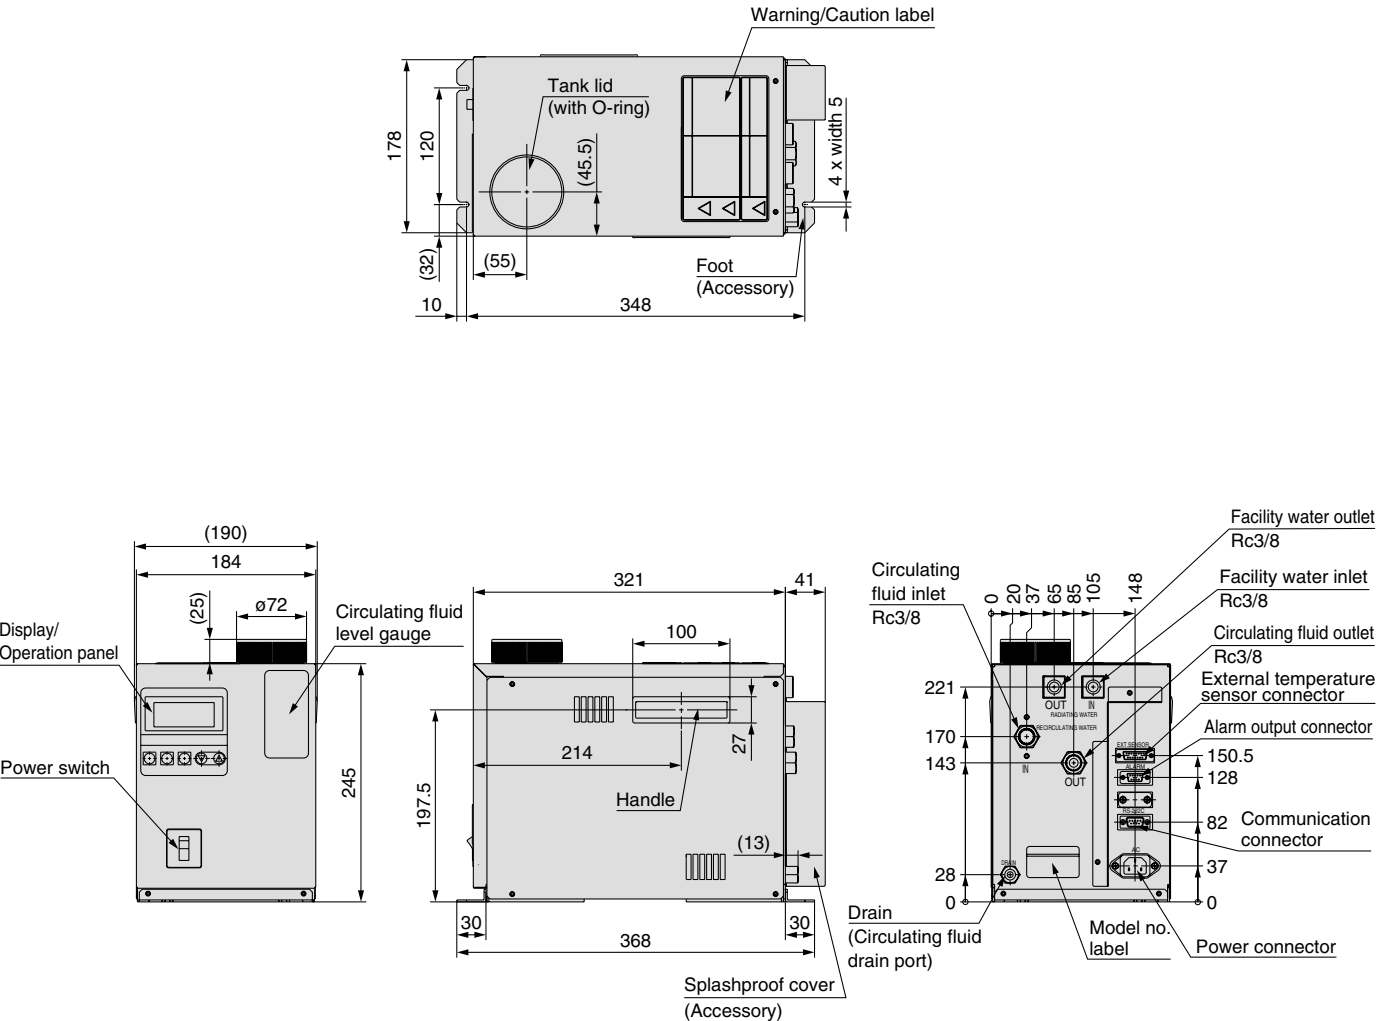 Warning/Caution label
Tank lid
(with O-ring)
178
120
(45.5)
4 x width 5
(32)
(55)
Foot
(Accessory)
10
348
(190)
184
(25)
ø72
Display/
Operation panel
Circulating fluid
level gauge
Power switch
245
321
41
100
27
214
197.5
Handle
(13)
30
30
368
Splashproof cover
(Accessory)
Facility water outlet
Rc3/8
Circulating
fluid inlet
Rc3/8
0
20
37
65
85
105
148
Facility water inlet
Rc3/8
Circulating fluid outlet
Rc3/8
External temperature
sensor connector
Alarm output connector
221
170
143
28
0
OUT
IN
RADIATING WATER
RECIRCULATING WATER
IN
OUT
EXT.SENSOR
ALARM
RS-232C
AC
DRAIN
150.5
128
82
37
0
Communication
connector
Drain
(Circulating fluid
drain port)
Model no.
label
Power connector